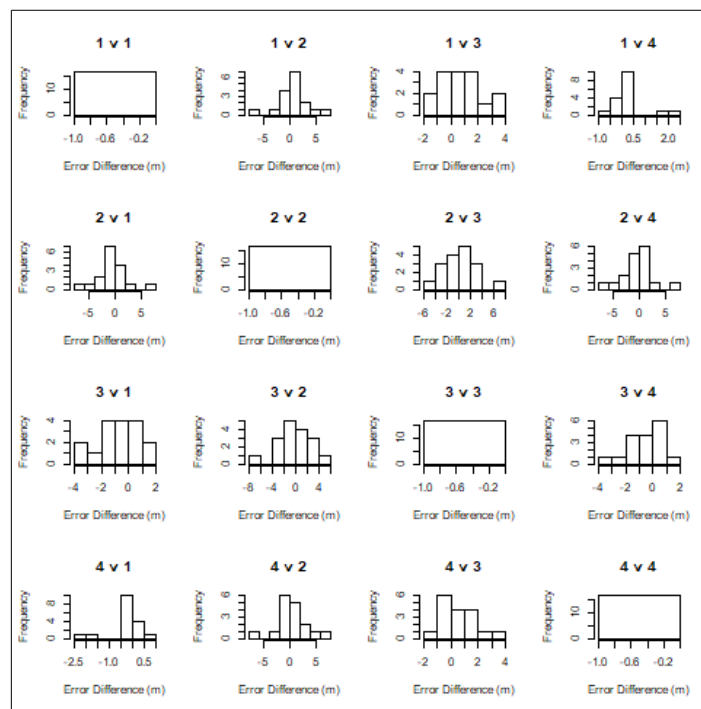 1 v 1 1 v 2 1 v 3 1 v 4
Frequency Frequency Frequency Frequency
0 10 0 2 4 6 0 2 4 0 4 8
-1.0 -0.6 -0.2 -5 0 5 -2 0 2 4 -1.0 0.5 2.0
Error Difference (m) Error Difference (m) Error Difference (m) Error Difference (m)
2 v 1 2 v 2 2 v 3 2 v 4
Frequency Frequency Frequency Frequency
0 3 6 0 10 0 2 4 0 3 6
-5 0 5 -1.0 -0.6 -0.2 -6 -2 2 6 -5 0 5
Error Difference (m) Error Difference (m) Error Difference (m) Error Difference (m)
3 v 1 3 v 2 3 v 3 3 v 4
Frequency Frequency Frequency Frequency
0 2 4 0 2 4 0 10 0 3 6
-4 -2 0 2 -8 -4 0 4 -1.0 -0.6 -0.2 -4 -2 0 2
Error Difference (m) Error Difference (m) Error Difference (m) Error Difference (m)
4 v 1 4 v 2 4 v 3 4 v 4
Frequency Frequency Frequency Frequency
0 4 8 0 3 6 0 3 6 0 10
-2.5 -1.0 0.5 -5 0 5 -2 0 2 4 -1.0 -0.6 -0.2
Error Difference (m) Error Difference (m) Error Difference (m) Error Difference (m)